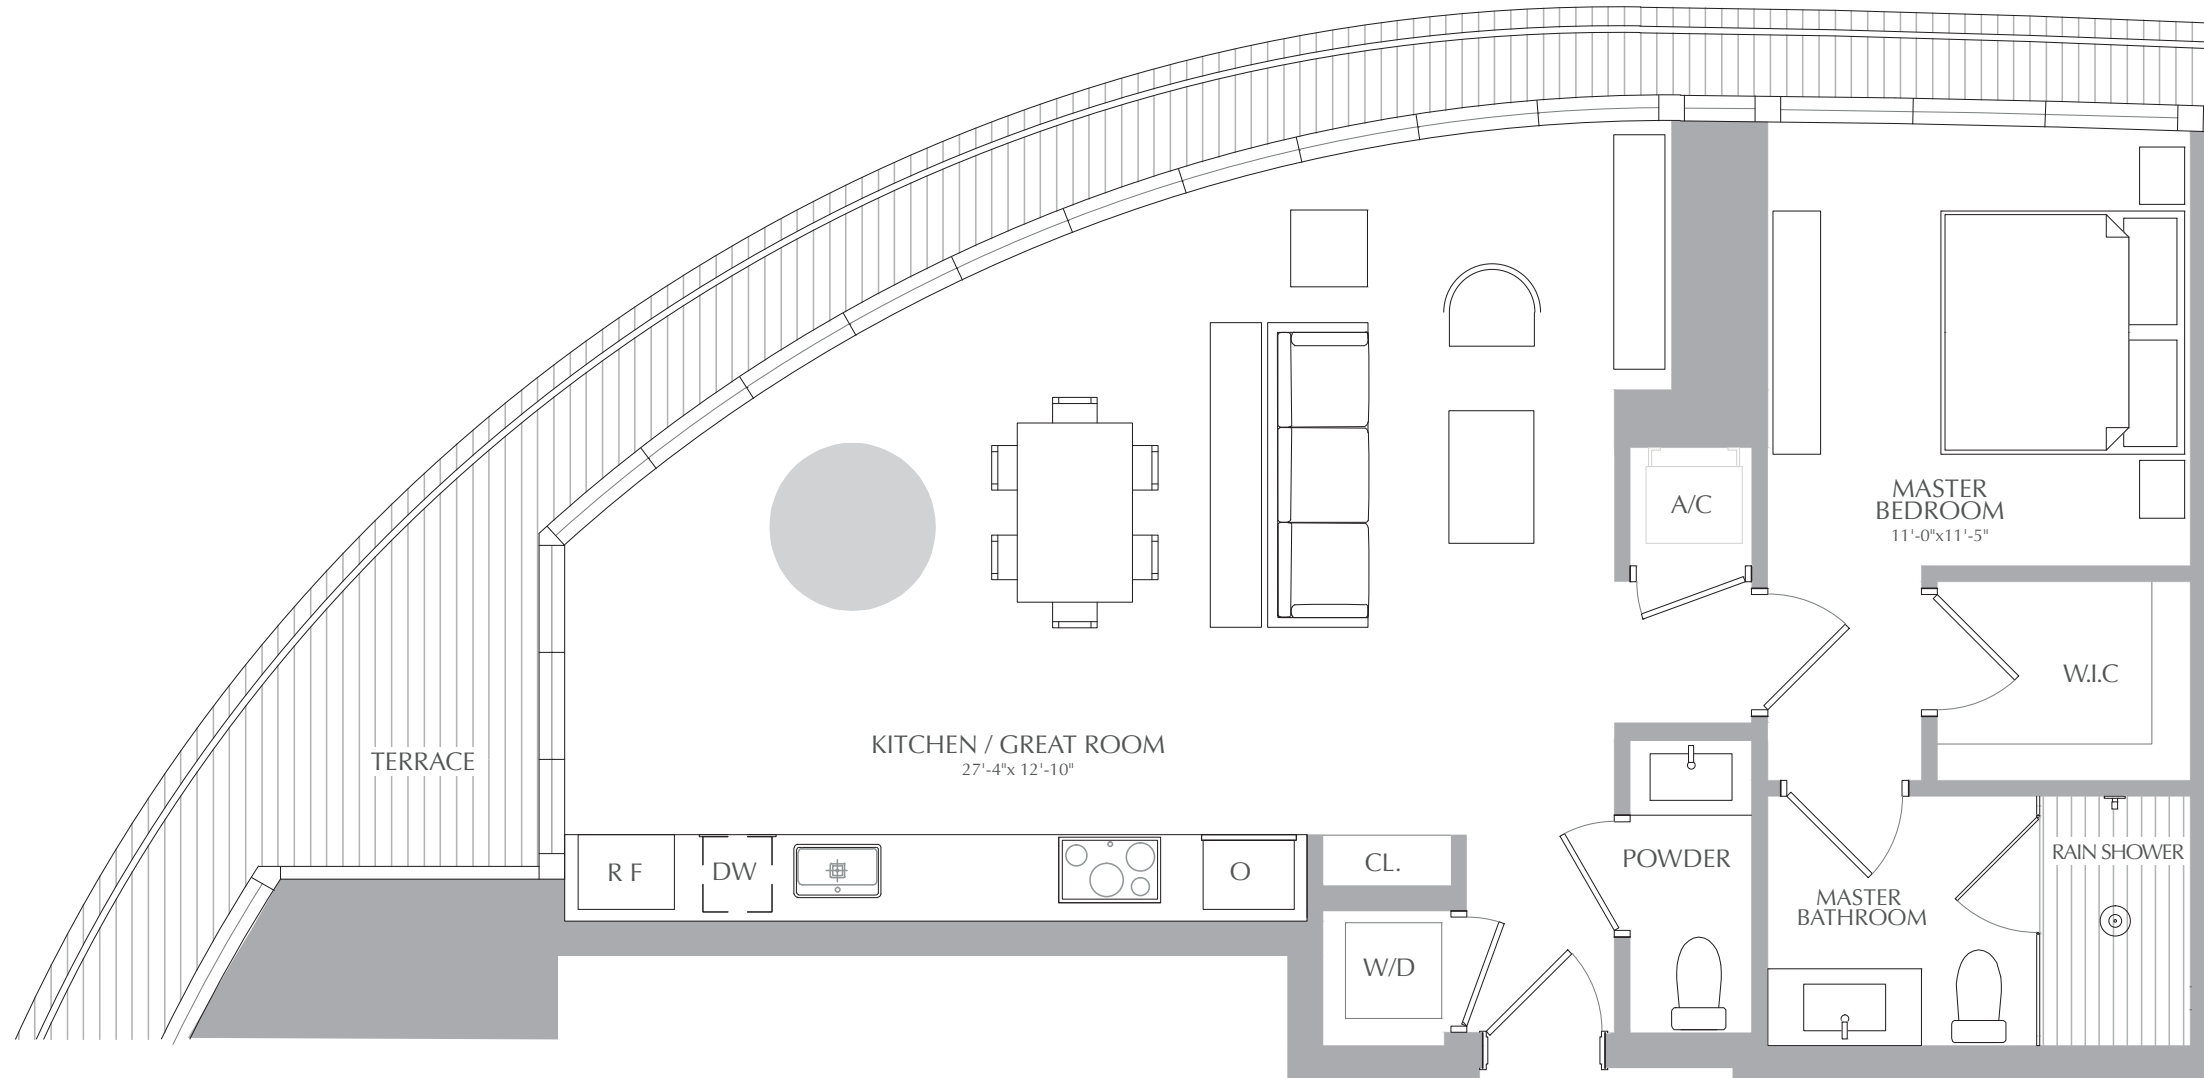 A/C
MASTER
BEDROOM
11'-0"x11'-5"
W.I.C
TERRACE
KITCHEN / GREAT ROOM
27'-4"x 12'-10"
R F
DW
O
CL.
POWDER
RAIN SHOWER
MASTER
BATHROOM
W/D